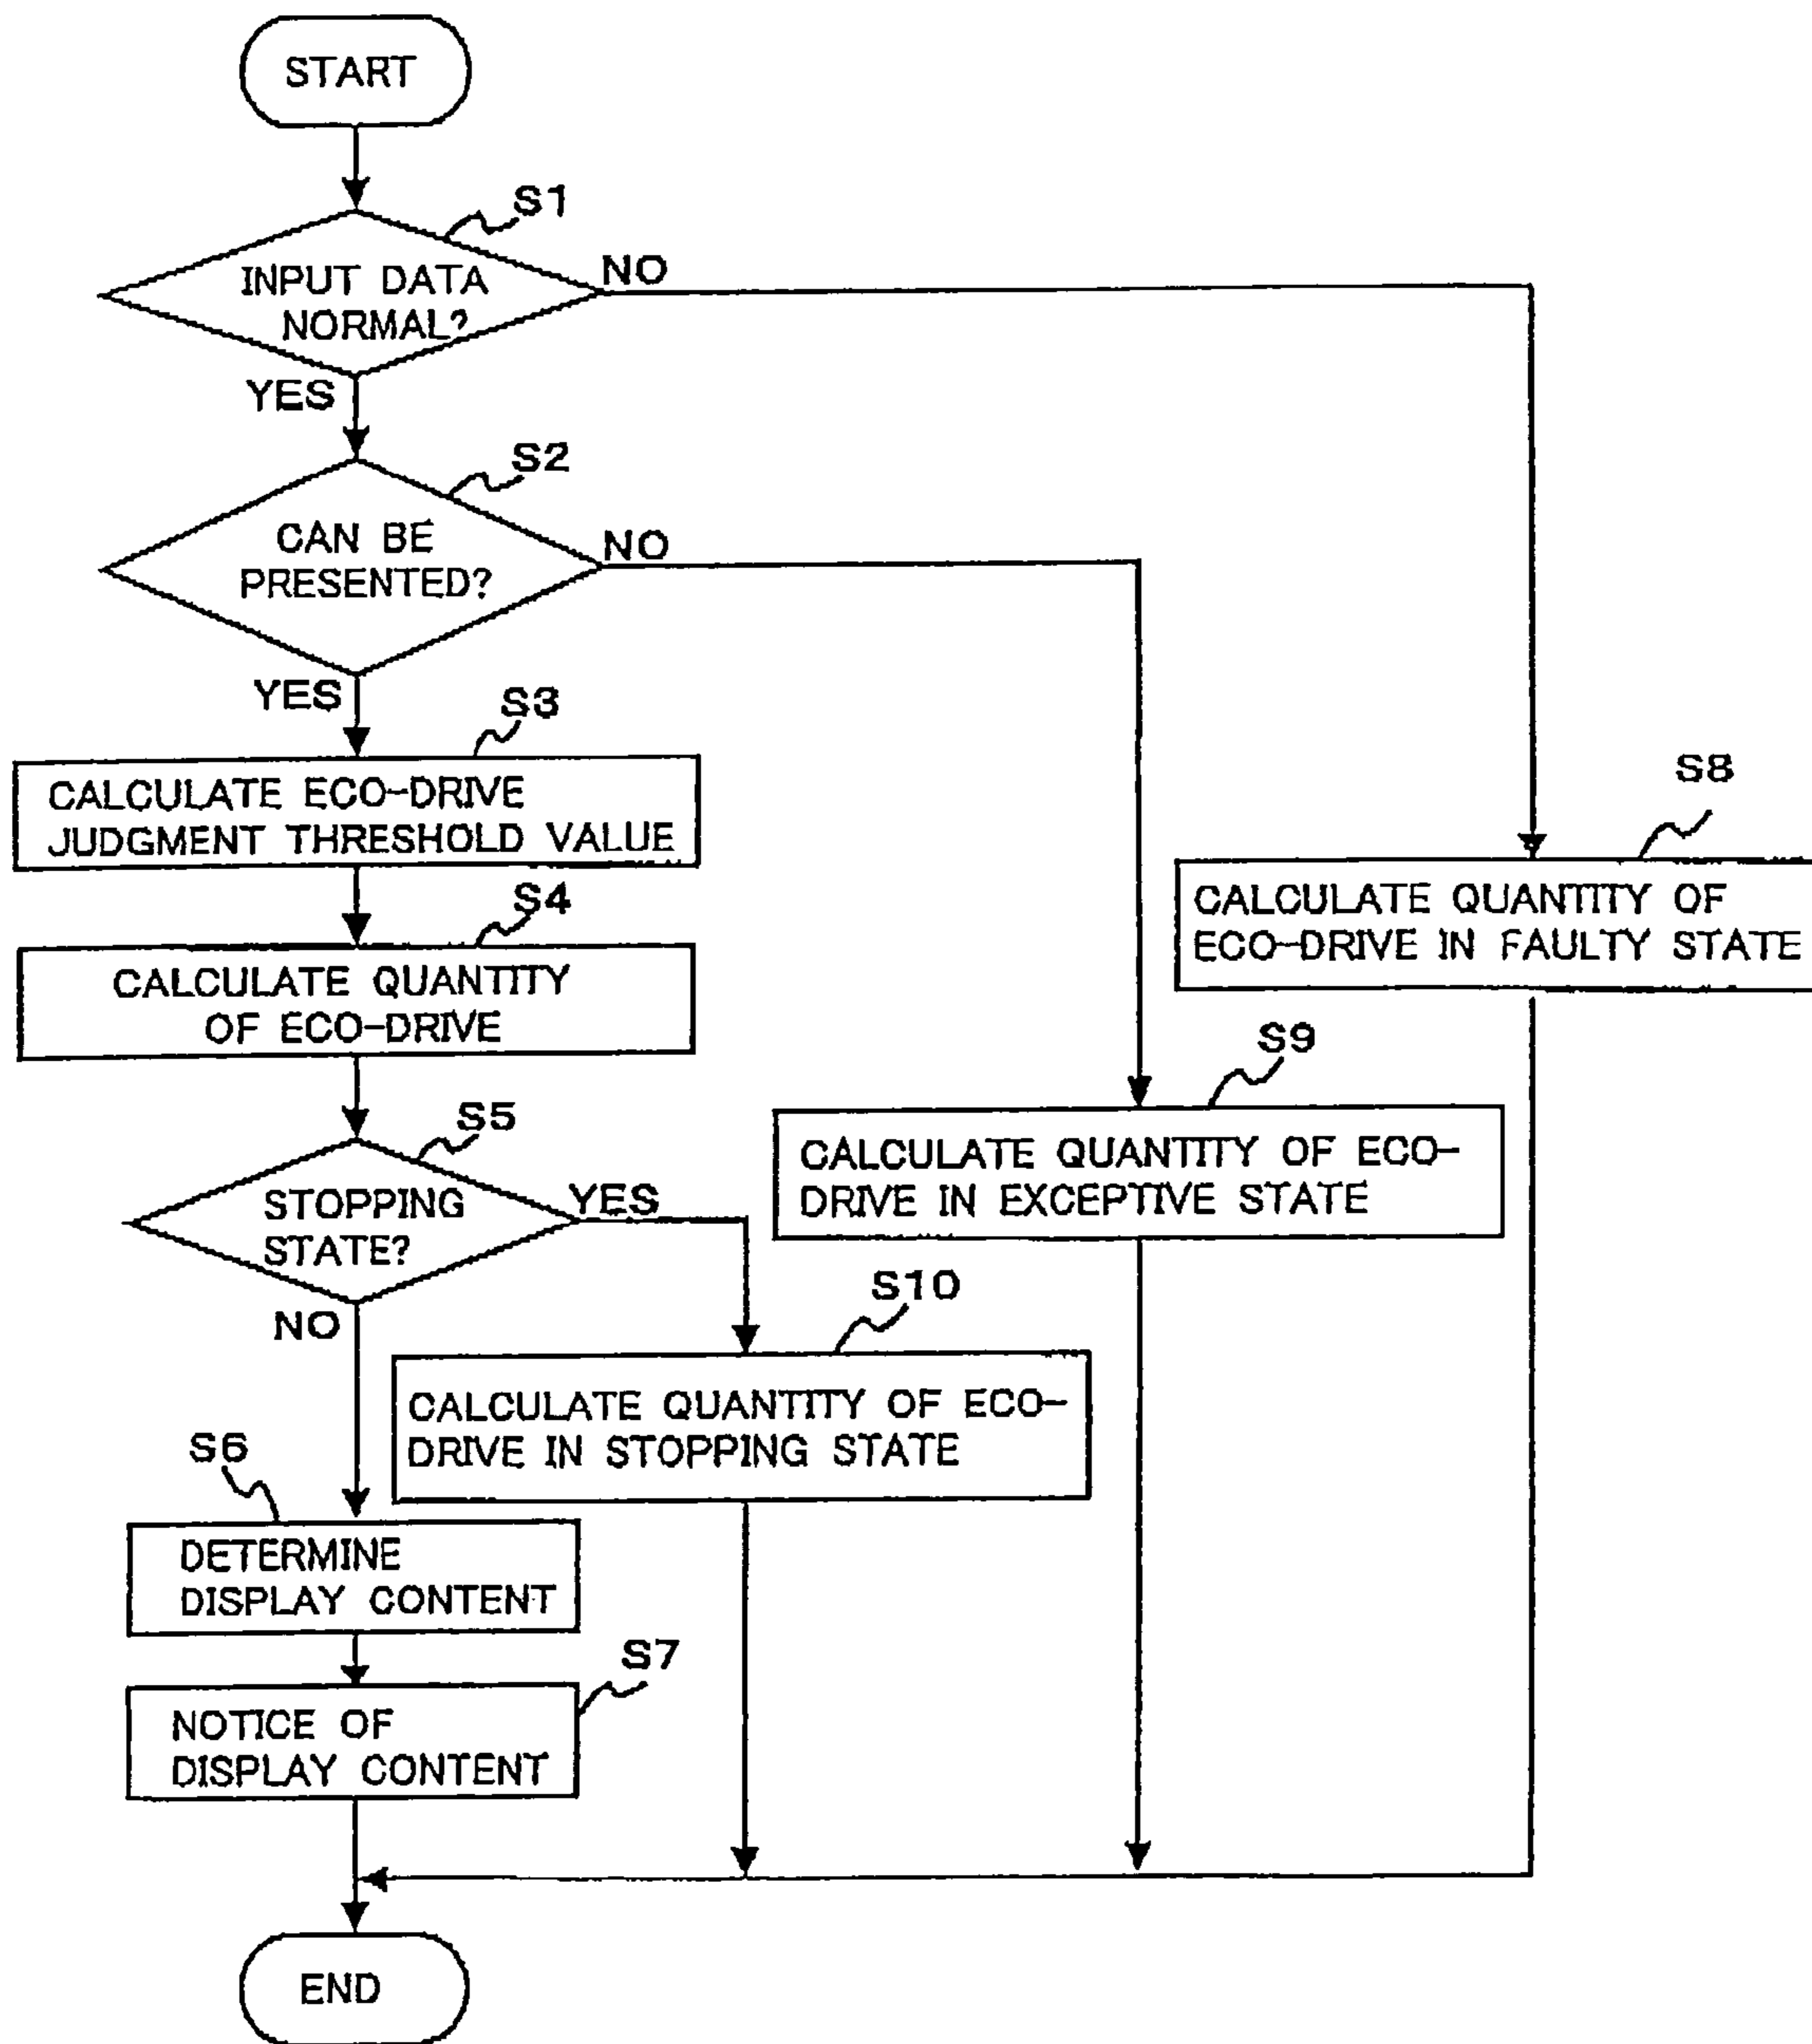 START
S1
INPUT DATA
NORMAL?
NO
YES
S2
CAN BE
PRESENTED?
NO
YES
S3
CALCULATE ECO-DRIVE
JUDGMENT THRESHOLD VALUE
S4
CALCULATE QUANTITY
OF ECO-DRIVE
S5
STOPPING
STATE?
YES
NO
S6
DETERMINE
DISPLAY CONTENT
S7
NOTICE OF
DISPLAY CONTENT
S8
CALCULATE QUANTITY OF
ECO-DRIVE IN FAULTY STATE
S9
CALCULATE QUANTITY OF ECO-
DRIVE IN EXCEPTIVE STATE
S10
CALCULATE QUANTITY OF ECO-
DRIVE IN STOPPING STATE
END